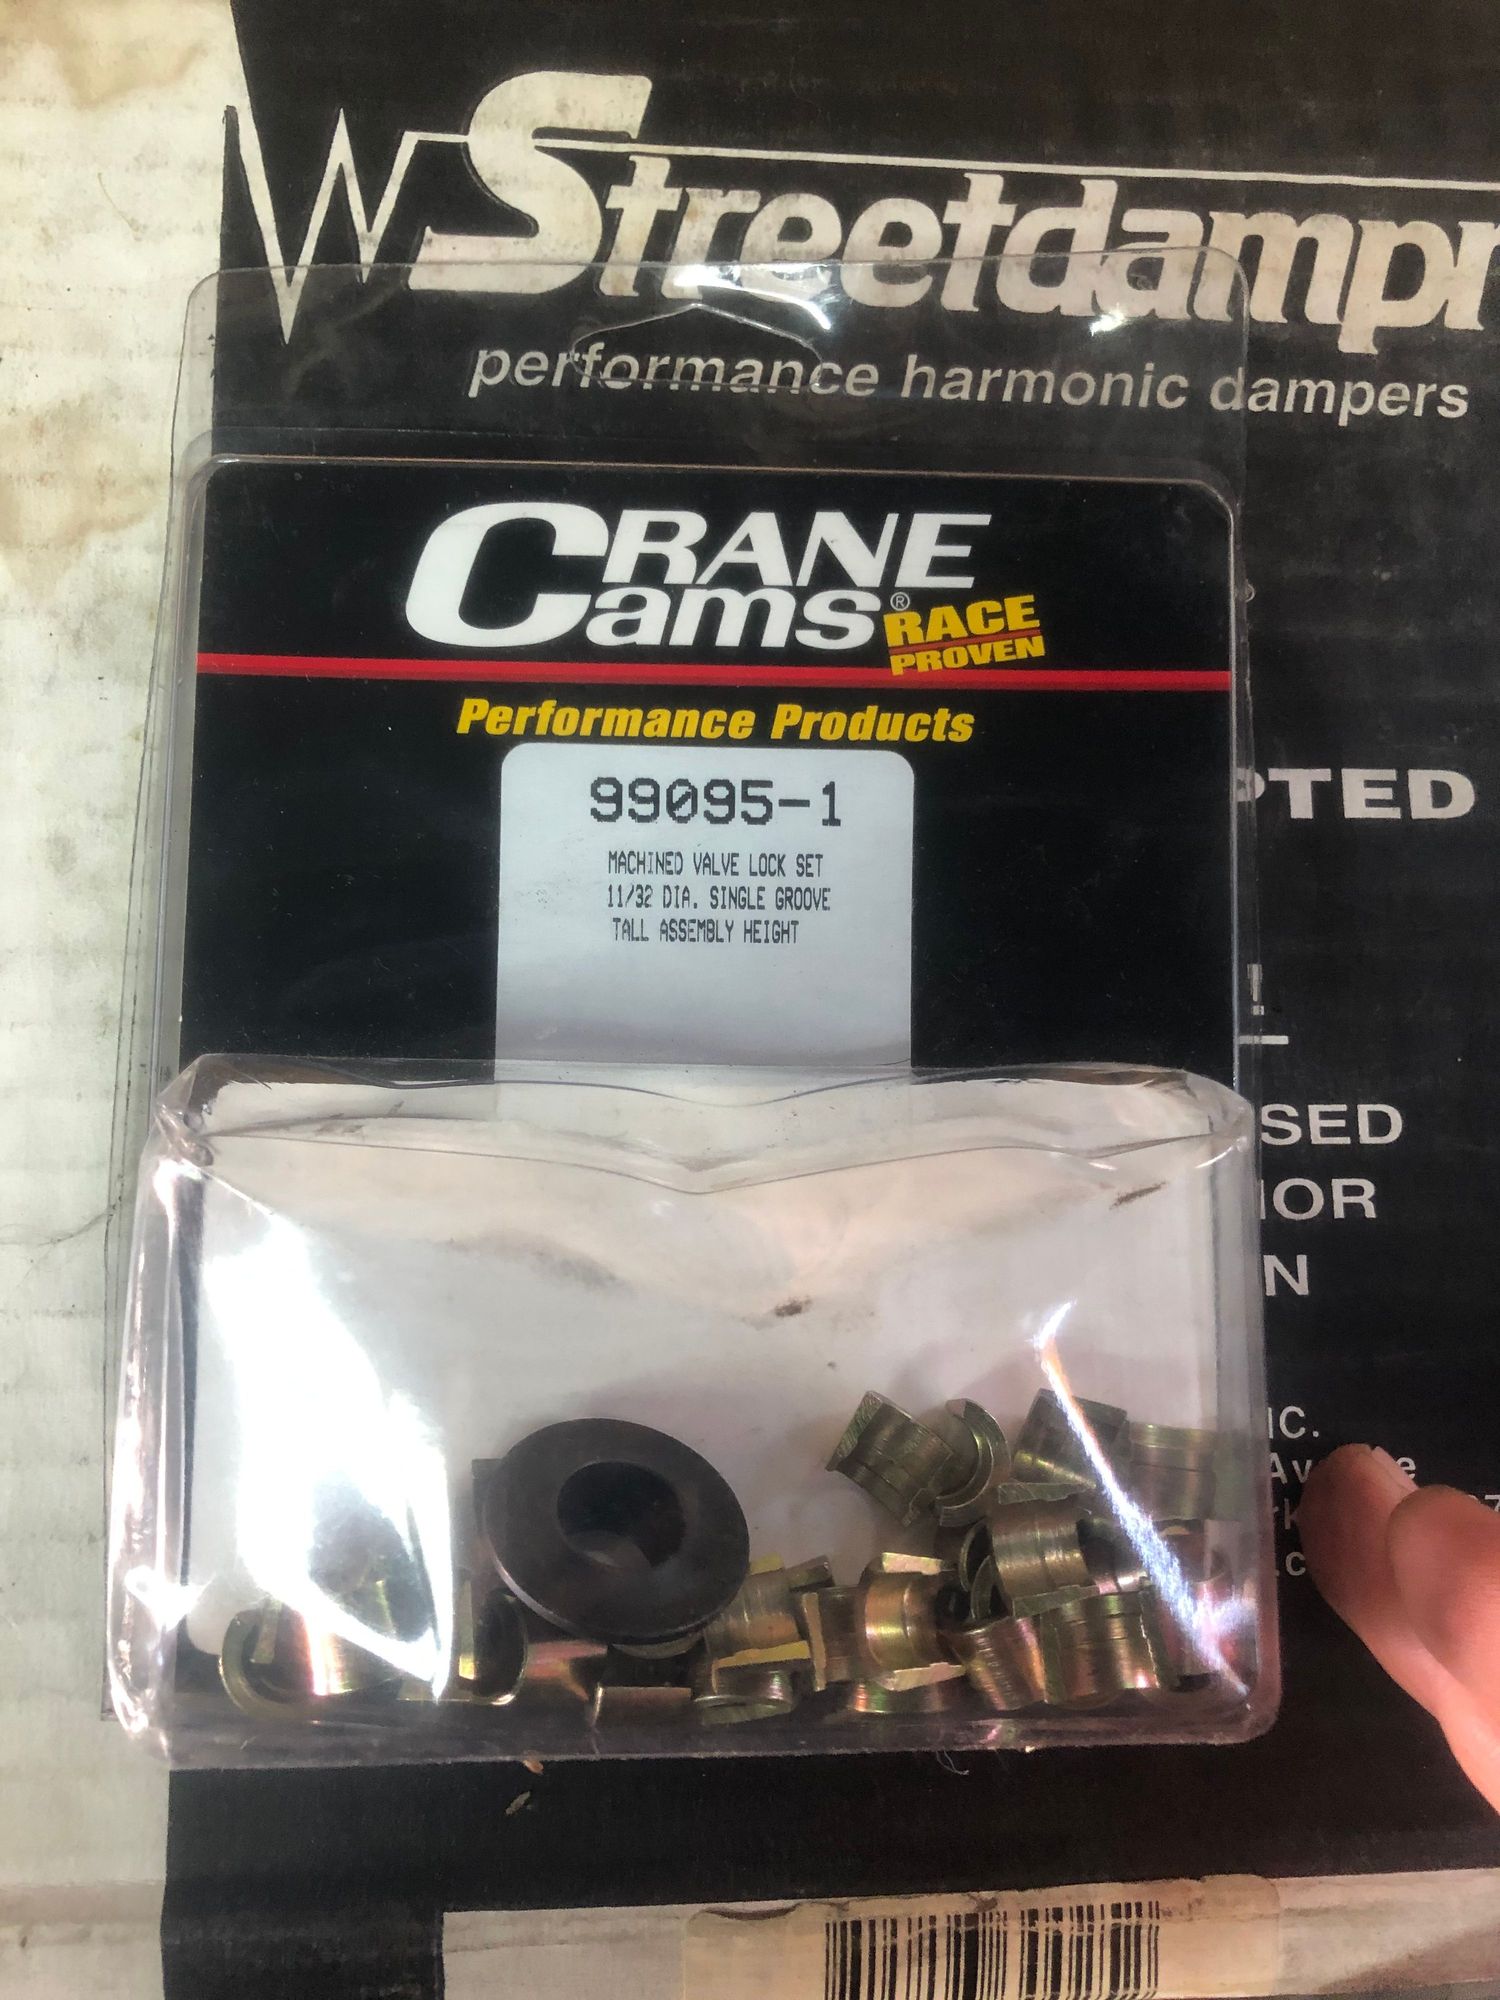 Streetdampr
performance harmonic dampers
CRANE
Cams®
RACE
PROVEN
Performance Products
99095-1
MACHINED VALVE LOCK SET
11/32 DIA. SINGLE GROOVE
TALL ASSEMBLY HEIGHT
PTED
!
SED
IOR
N